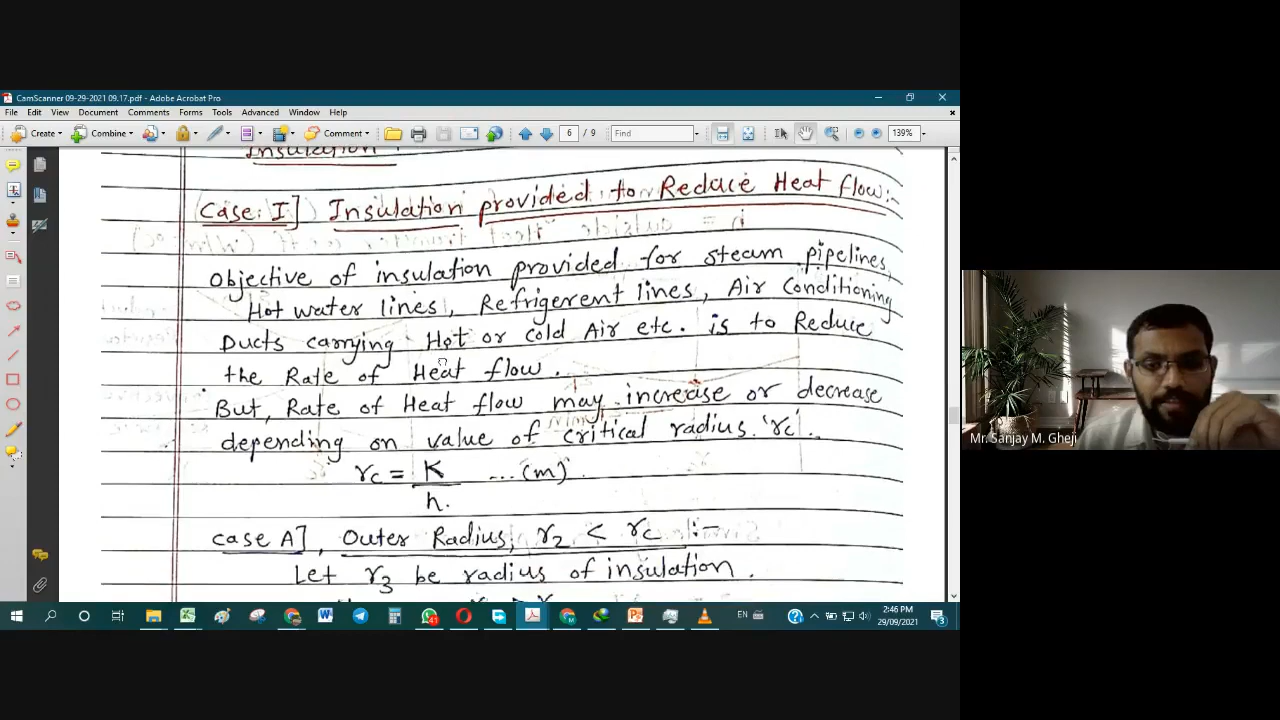 CamScanner 09-29-2021 09.17.pdf - Adobe Acrobat Pro
File Edit View Document Comments Forms Tools Advanced Window Help
Create Combine Comment 6 / 9 Find 139%
Insulation
Case: I] Insulation provided to Reduce Heat flow:-
Objective of insulation provided for steam pipelines,
Hot water lines, Refrigerent lines, Air Conditioning
Ducts carrying Hot or cold Air etc. is to Reduce
the Rate of Heat flow.
But, Rate of Heat flow may increase or decrease
depending on value of critical radius 'rc'.
rc = K ...(m)
h.
case A], Outer Radius, r2 < rc :-
Let r3 be radius of insulation.
Mr. Sanjay M. Gheji
41
EN
2:46 PM
29/09/2021
3